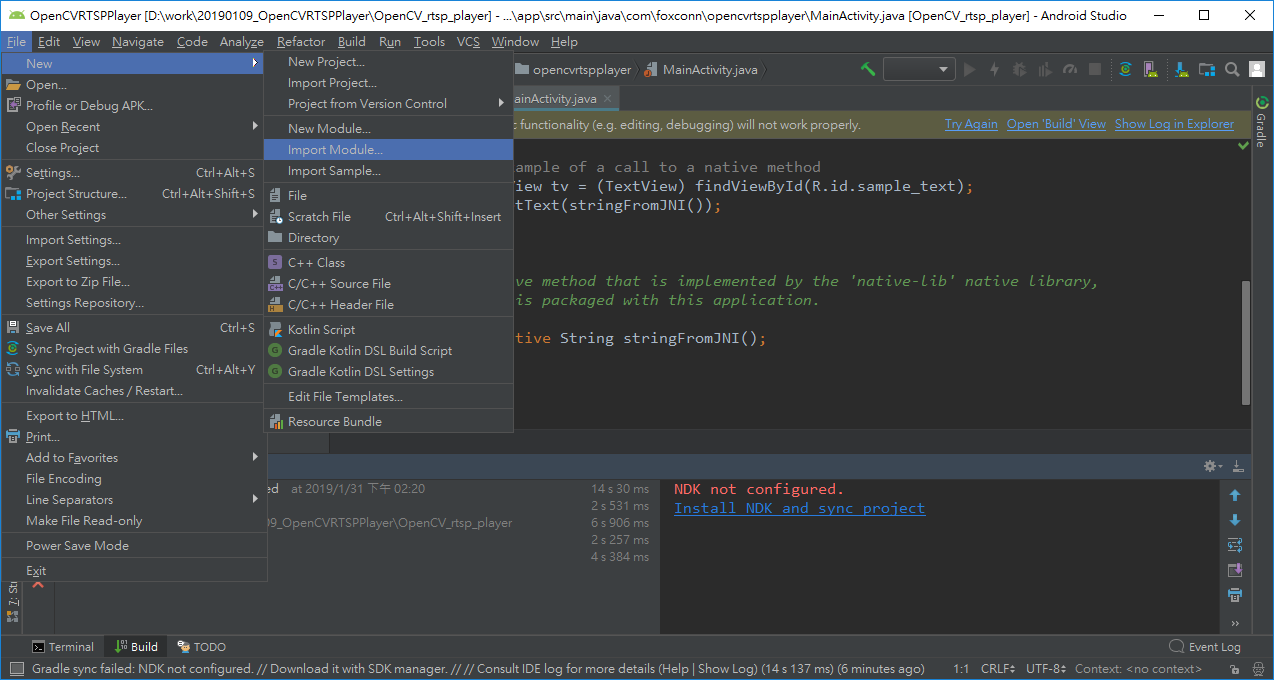 OpenCVRTSPPlayer [D:\work\20190109_OpenCVRTSPPlayer\OpenCV_rtsp_player] - ...\app\src\main\java\com\foxconn\opencvrtspplayer\MainActivity.java [OpenCV_rtsp_player] - Android Studio
File Edit View Navigate Code Analyze Refactor Build Run Tools VCS Window Help
New
Open...
Profile or Debug APK...
Open Recent
Close Project
Settings... Ctrl+Alt+S
Project Structure... Ctrl+Alt+Shift+S
Other Settings
Import Settings...
Export Settings...
Export to Zip File...
Settings Repository...
Save All Ctrl+S
Sync Project with Gradle Files
Sync with File System Ctrl+Alt+Y
Invalidate Caches / Restart...
Export to HTML...
Print...
Add to Favorites
File Encoding
Line Separators
Make File Read-only
Power Save Mode
Exit
New Project...
Import Project...
Project from Version Control
New Module...
Import Module...
Import Sample...
File
Scratch File Ctrl+Alt+Shift+Insert
Directory
C++ Class
C/C++ Source File
C/C++ Header File
Kotlin Script
Gradle Kotlin DSL Build Script
Gradle Kotlin DSL Settings
Edit File Templates...
Resource Bundle
opencvrtspplayer MainActivity.java
ainActivity.java
c functionality (e.g. editing, debugging) will not work properly. Try Again Open 'Build' View Show Log in Explorer
ample of a call to a native method
View tv = (TextView) findViewById(R.id.sample_text);
tText(stringFromJNI());
ve method that is implemented by the 'native-lib' native library,
is packaged with this application.
tive String stringFromJNI();
Gradle
ed at 2019/1/31 下午 02:20 14 s 30 ms
2 s 531 ms
09_OpenCVRTSPPlayer\OpenCV_rtsp_player 6 s 906 ms
2 s 257 ms
4 s 384 ms
NDK not configured.
Install NDK and sync project
Z: St
Terminal Build TODO Event Log
Gradle sync failed: NDK not configured. // Download it with SDK manager. // // Consult IDE log for more details (Help | Show Log) (14 s 137 ms) (6 minutes ago) 1:1 CRLF UTF-8 Context: <no context>